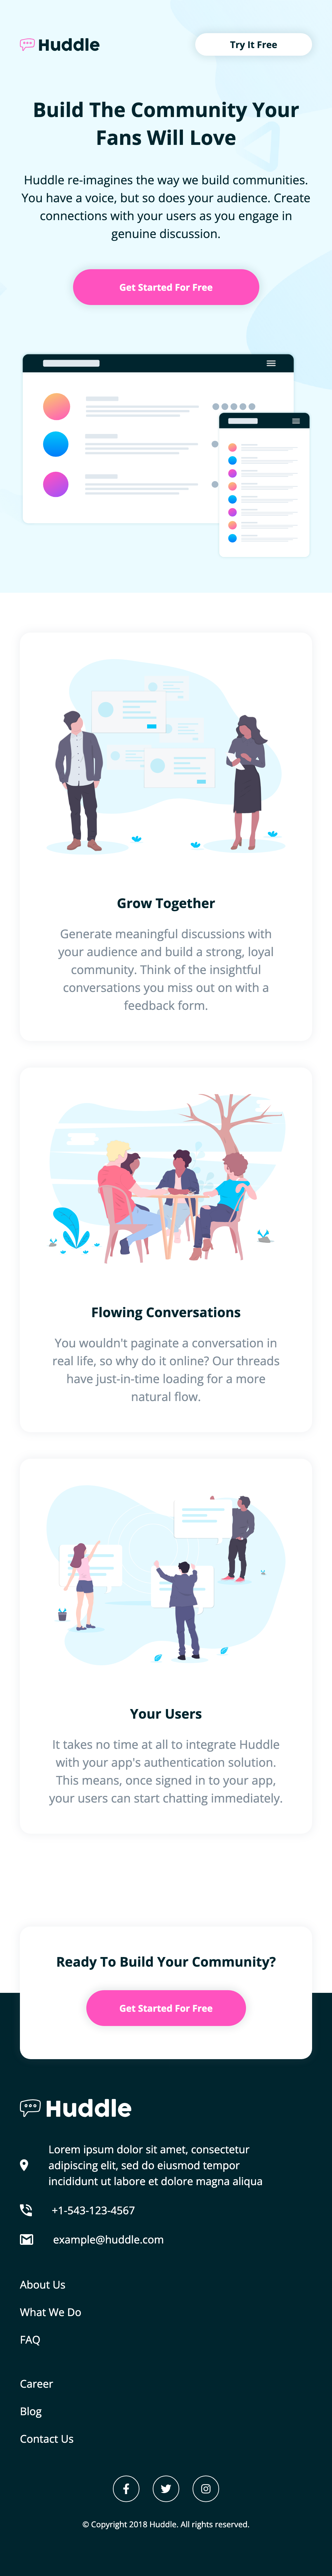 Huddle
Try It Free
Build The Community Your
Fans Will Love
Huddle re-imagines the way we build communities.
You have a voice, but so does your audience. Create
connections with your users as you engage in
genuine discussion.
Get Started For Free
Grow Together
Generate meaningful discussions with
your audience and build a strong, loyal
community. Think of the insightful
conversations you miss out on with a
feedback form.
Flowing Conversations
You wouldn't paginate a conversation in
real life, so why do it online? Our threads
have just-in-time loading for a more
natural flow.
Your Users
It takes no time at all to integrate Huddle
with your app's authentication solution.
This means, once signed in to your app,
your users can start chatting immediately.
Ready To Build Your Community?
Get Started For Free
Huddle
Lorem ipsum dolor sit amet, consectetur
adipiscing elit, sed do eiusmod tempor
incididunt ut labore et dolore magna aliqua
+1-543-123-4567
example@huddle.com
About Us
What We Do
FAQ
Career
Blog
Contact Us
© Copyright 2018 Huddle. All rights reserved.